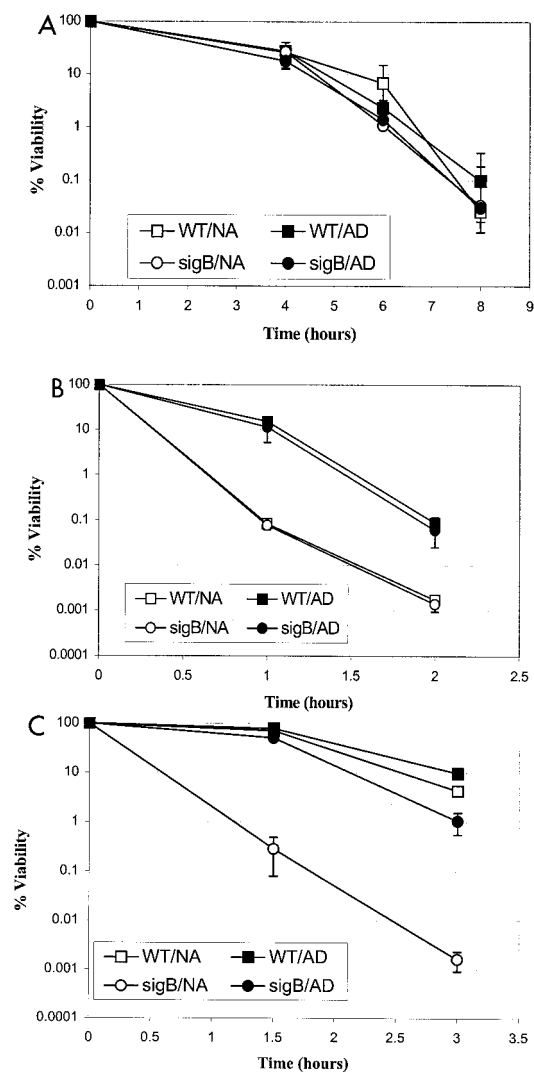 A
100
10
1
0.1
0.01
0.001
% Viability
WT/NA WT/AD
sigB/NA sigB/AD
0 1 2 3 4 5 6 7 8 9
Time (hours)
B
100
10
1
0.1
0.01
0.001
0.0001
% Viability
WT/NA WT/AD
sigB/NA sigB/AD
0 0.5 1 1.5 2 2.5
Time (hours)
C
100
10
1
0.1
0.01
0.001
0.0001
% Viability
WT/NA WT/AD
sigB/NA sigB/AD
0 0.5 1 1.5 2 2.5 3 3.5
Time (hours)